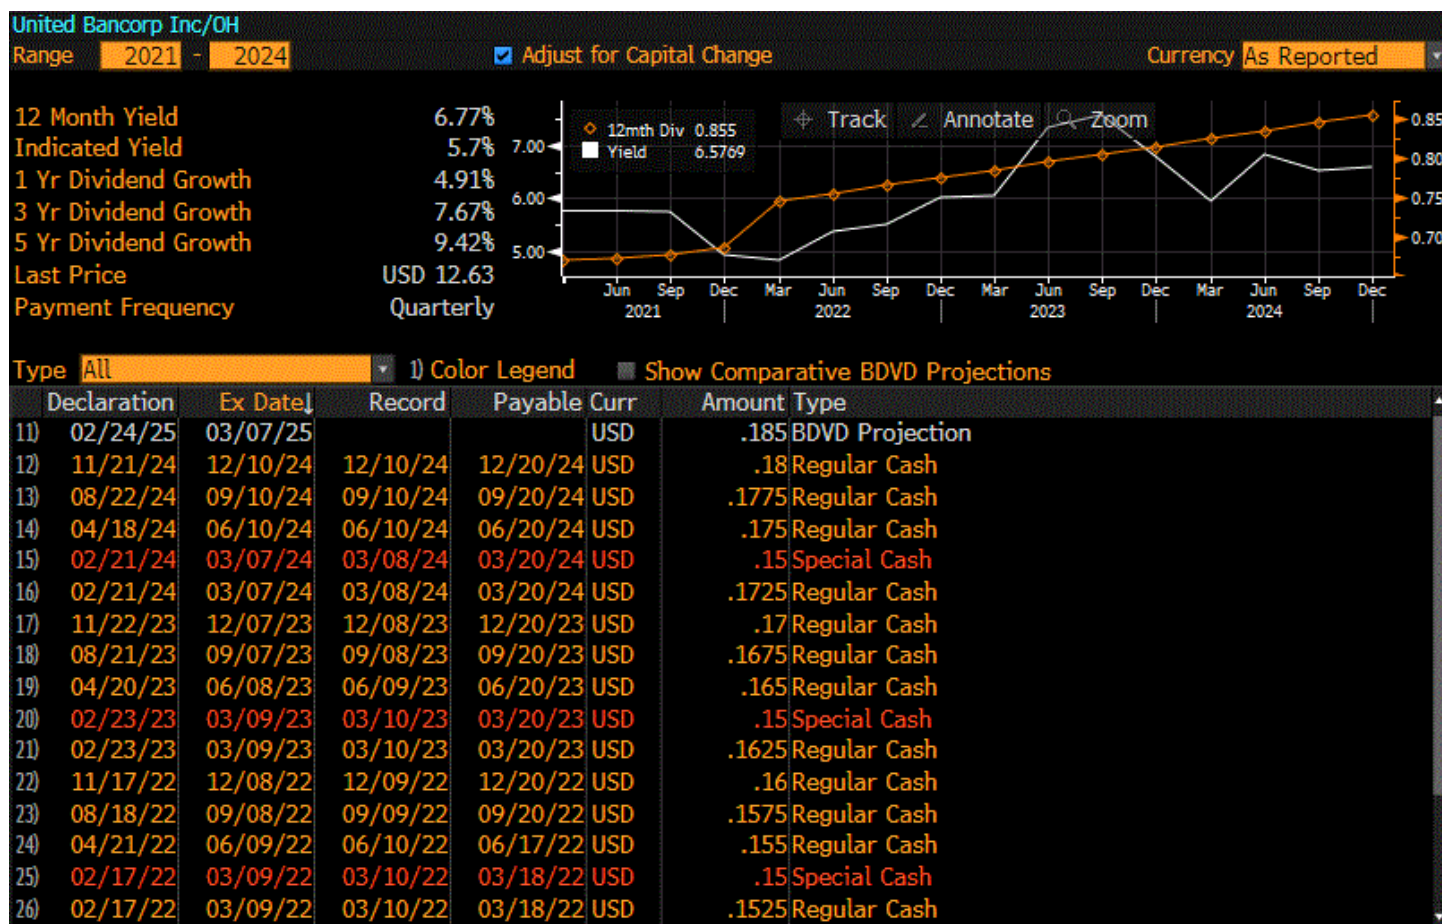 United Bancorp Inc/OH
Range 2021 - 2024 Adjust for Capital Change Currency As Reported
12 Month Yield 6.77%
Indicated Yield 5.7%
1 Yr Dividend Growth 4.91%
3 Yr Dividend Growth 7.67%
5 Yr Dividend Growth 9.42%
Last Price USD 12.63
Payment Frequency Quarterly
Track Annotate Zoom
12mth Div 0.855
Yield 6.5769
7.00
6.00
5.00
0.85
0.80
0.75
0.70
Jun Sep Dec Mar Jun Sep Dec Mar Jun Sep Dec Mar Jun Sep Dec
2021 2022 2023 2024
Type All 1) Color Legend Show Comparative BDVD Projections
Declaration Ex Date↓ Record Payable Curr Amount Type
11) 02/24/25 03/07/25 USD .185 BDVD Projection
12) 11/21/24 12/10/24 12/10/24 12/20/24 USD .18 Regular Cash
13) 08/22/24 09/10/24 09/10/24 09/20/24 USD .1775 Regular Cash
14) 04/18/24 06/10/24 06/10/24 06/20/24 USD .175 Regular Cash
15) 02/21/24 03/07/24 03/08/24 03/20/24 USD .15 Special Cash
16) 02/21/24 03/07/24 03/08/24 03/20/24 USD .1725 Regular Cash
17) 11/22/23 12/07/23 12/08/23 12/20/23 USD .17 Regular Cash
18) 08/21/23 09/07/23 09/08/23 09/20/23 USD .1675 Regular Cash
19) 04/20/23 06/08/23 06/09/23 06/20/23 USD .165 Regular Cash
20) 02/23/23 03/09/23 03/10/23 03/20/23 USD .15 Special Cash
21) 02/23/23 03/09/23 03/10/23 03/20/23 USD .1625 Regular Cash
22) 11/17/22 12/08/22 12/09/22 12/20/22 USD .16 Regular Cash
23) 08/18/22 09/08/22 09/09/22 09/20/22 USD .1575 Regular Cash
24) 04/21/22 06/09/22 06/10/22 06/17/22 USD .155 Regular Cash
25) 02/17/22 03/09/22 03/10/22 03/18/22 USD .15 Special Cash
26) 02/17/22 03/09/22 03/10/22 03/18/22 USD .1525 Regular Cash